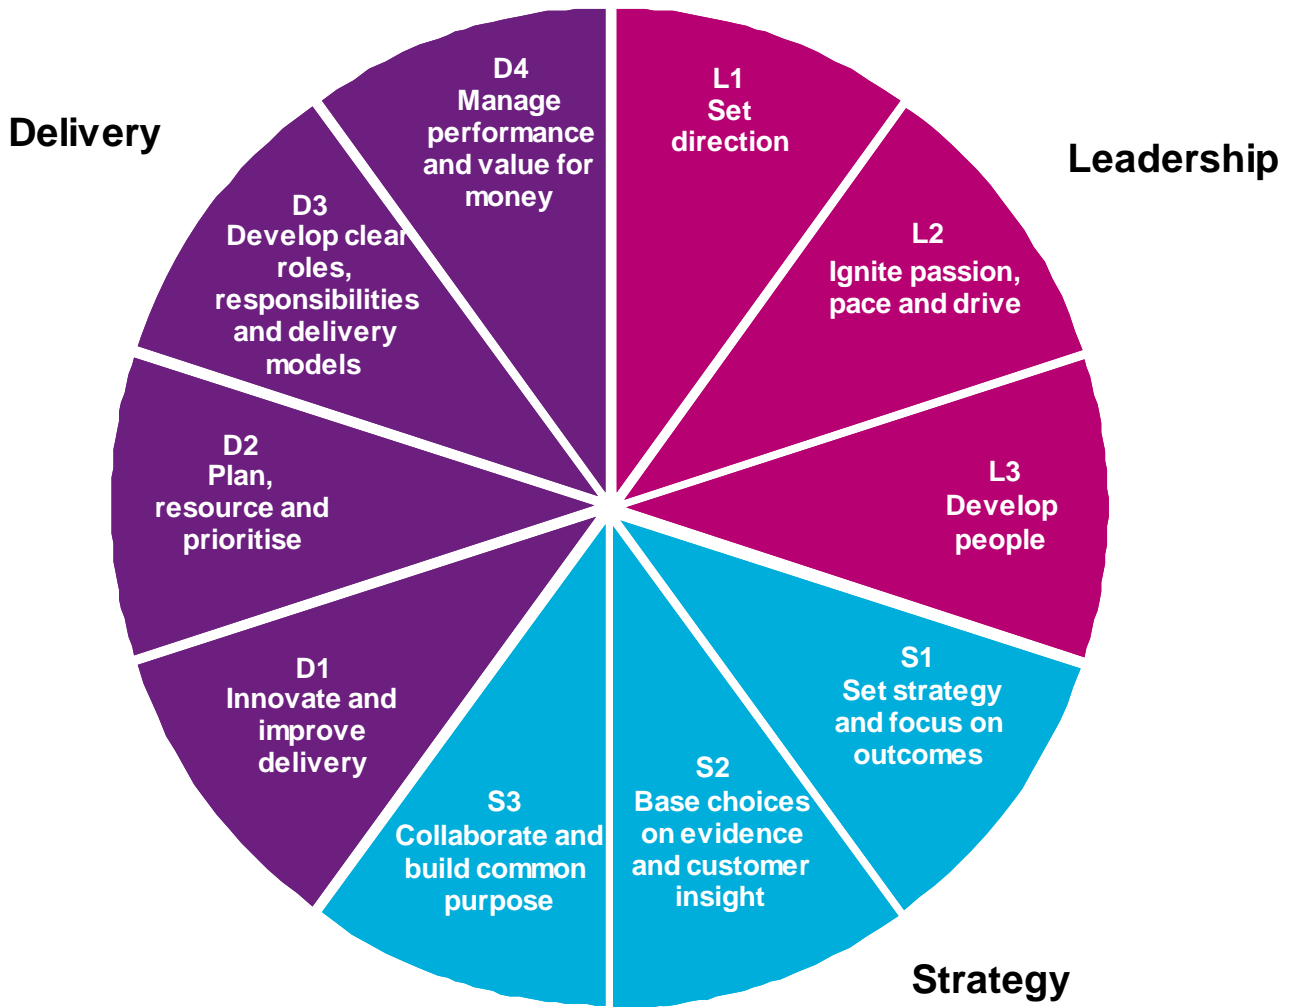 Delivery
Leadership
Strategy
L1
Set
direction
L2
Ignite passion,
pace and drive
L3
Develop
people
S1
Set strategy
and focus on
outcomes
S2
Base choices
on evidence
and customer
insight
S3
Collaborate and
build common
purpose
D1
Innovate and
improve
delivery
D2
Plan,
resource and
prioritise
D3
Develop clear
roles,
responsibilities
and delivery
models
D4
Manage
performance
and value for
money